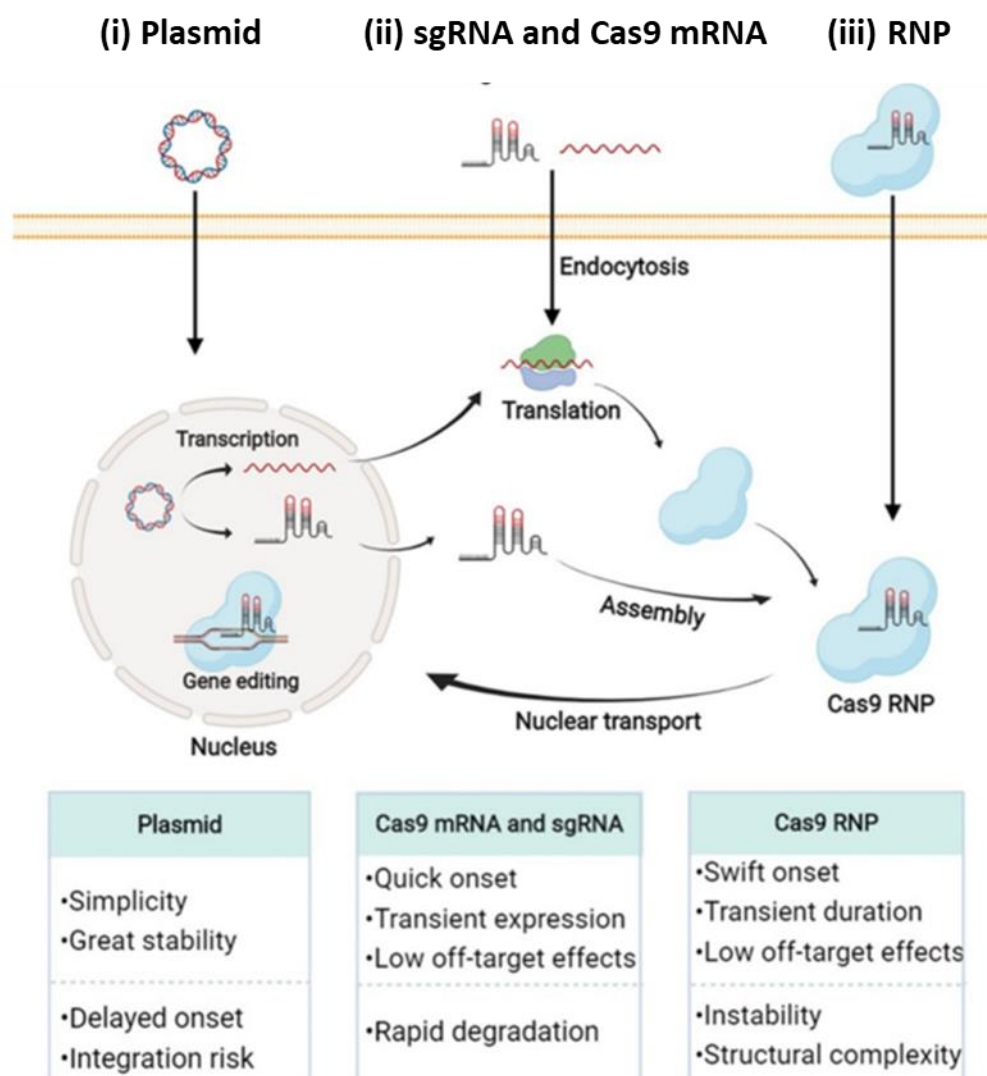 (i) Plasmid
(ii) sgRNA and Cas9 mRNA
(iii) RNP
Endocytosis
Translation
Transcription
Assembly
Gene editing
Nuclear transport
Cas9 RNP
Nucleus
Plasmid
•Simplicity
•Great stability
•Delayed onset
•Integration risk
Cas9 mRNA and sgRNA
•Quick onset
•Transient expression
•Low off-target effects
•Rapid degradation
Cas9 RNP
•Swift onset
•Transient duration
•Low off-target effects
•Instability
•Structural complexity